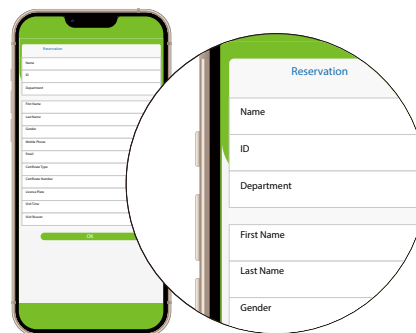 Reservation
Name
ID
Department
First Name
Last Name
Gender
Mobile Phone
Email
Certificate Type
Certificate Number
License Plate
Visit Time
Visit Reason
OK
Reservation
Name
ID
Department
First Name
Last Name
Gender